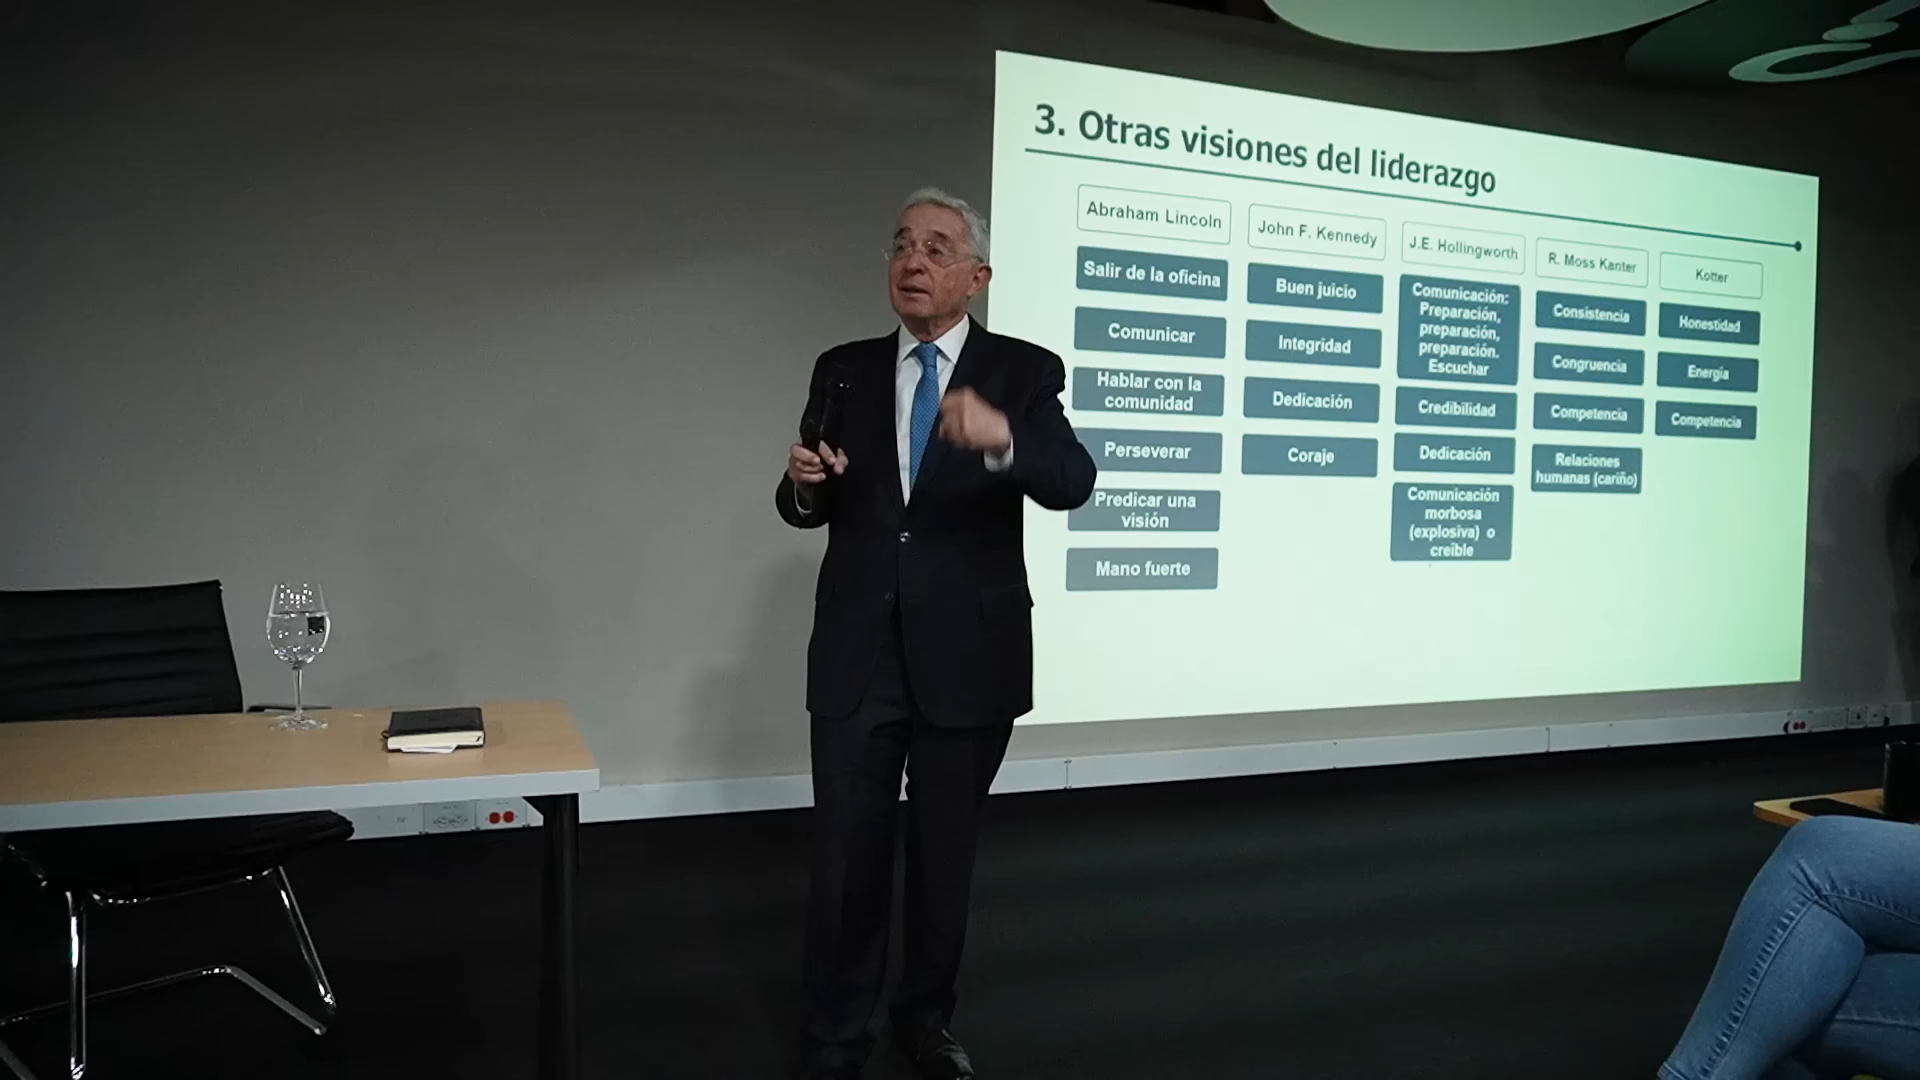 3. Otras visiones del liderazgo
Abraham Lincoln
Salir de la oficina
Comunicar
Hablar con la
comunidad
Perseverar
Predicar una
visión
Mano fuerte
John F. Kennedy
Buen juicio
Integridad
Dedicación
Coraje
J.E. Hollingworth
Comunicación:
Preparación,
preparación,
preparación.
Escuchar
Credibilidad
Dedicación
Comunicación
morbosa
(explosiva) o
creíble
R. Moss Kanter
Consistencia
Congruencia
Competencia
Relaciones
humanas (cariño)
Kotter
Honestidad
Energía
Competencia